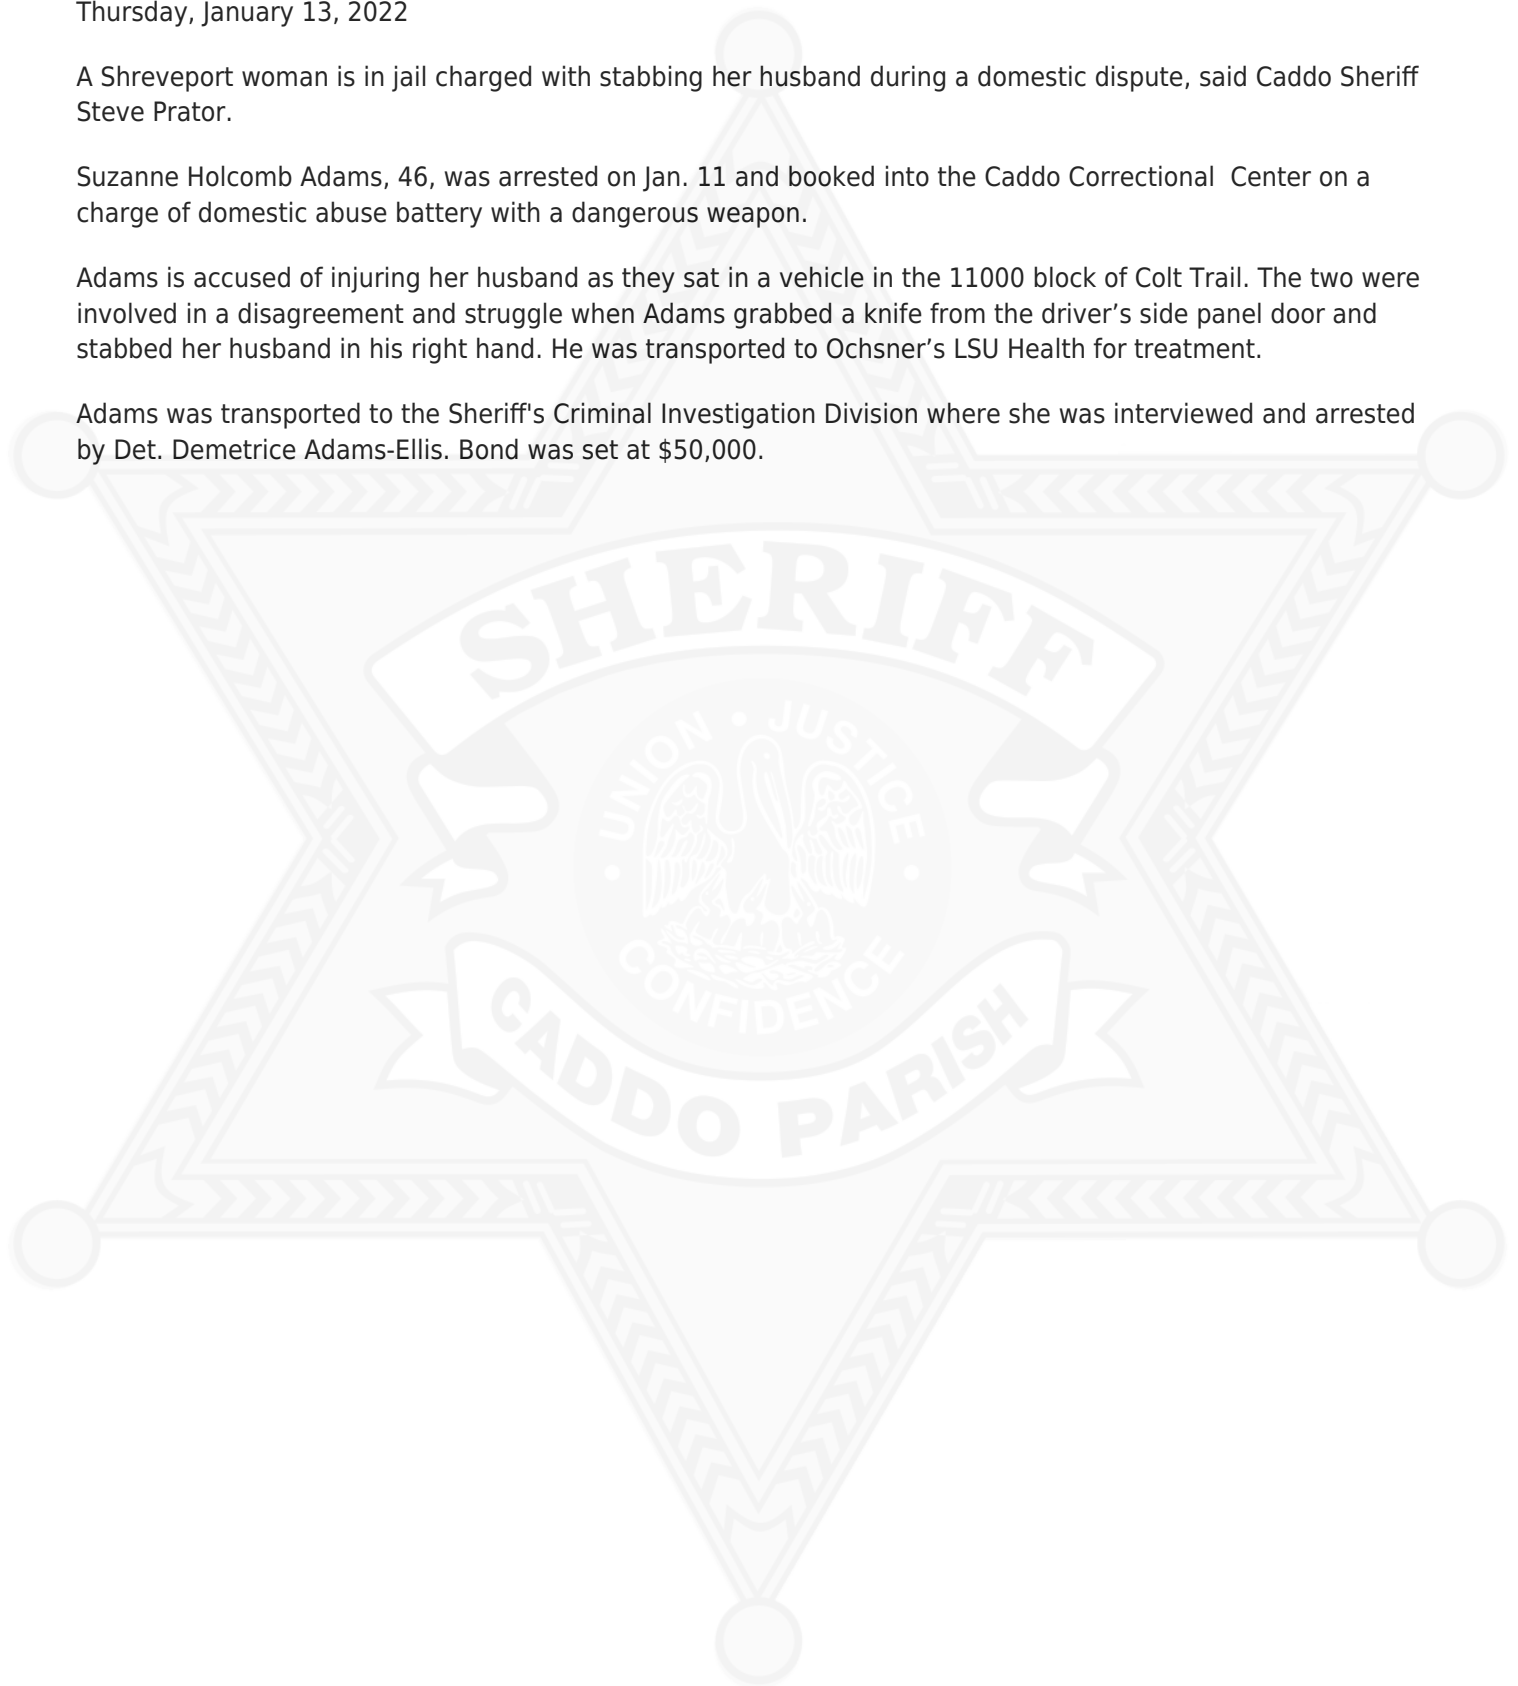 Thursday, January 13, 2022
A Shreveport woman is in jail charged with stabbing her husband during a domestic dispute, said Caddo Sheriff
Steve Prator.
Suzanne Holcomb Adams, 46, was arrested on Jan. 11 and booked into the Caddo Correctional  Center on a
charge of domestic abuse battery with a dangerous weapon.
Adams is accused of injuring her husband as they sat in a vehicle in the 11000 block of Colt Trail. The two were
involved in a disagreement and struggle when Adams grabbed a knife from the driver’s side panel door and
stabbed her husband in his right hand. He was transported to Ochsner’s LSU Health for treatment.
Adams was transported to the Sheriff's Criminal Investigation Division where she was interviewed and arrested
by Det. Demetrice Adams-Ellis. Bond was set at $50,000.
SHERIFF
UNION • JUSTICE
• CONFIDENCE •
CADDO PARISH